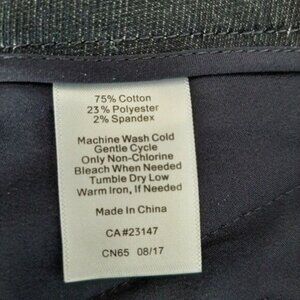 75% Cotton
23% Polyester
2% Spandex
Machine Wash Cold
Gentle Cycle
Only Non-Chlorine
Bleach When Needed
Tumble Dry Low
Warm Iron, If Needed
Made In China
CA#23147
CN65 08/17